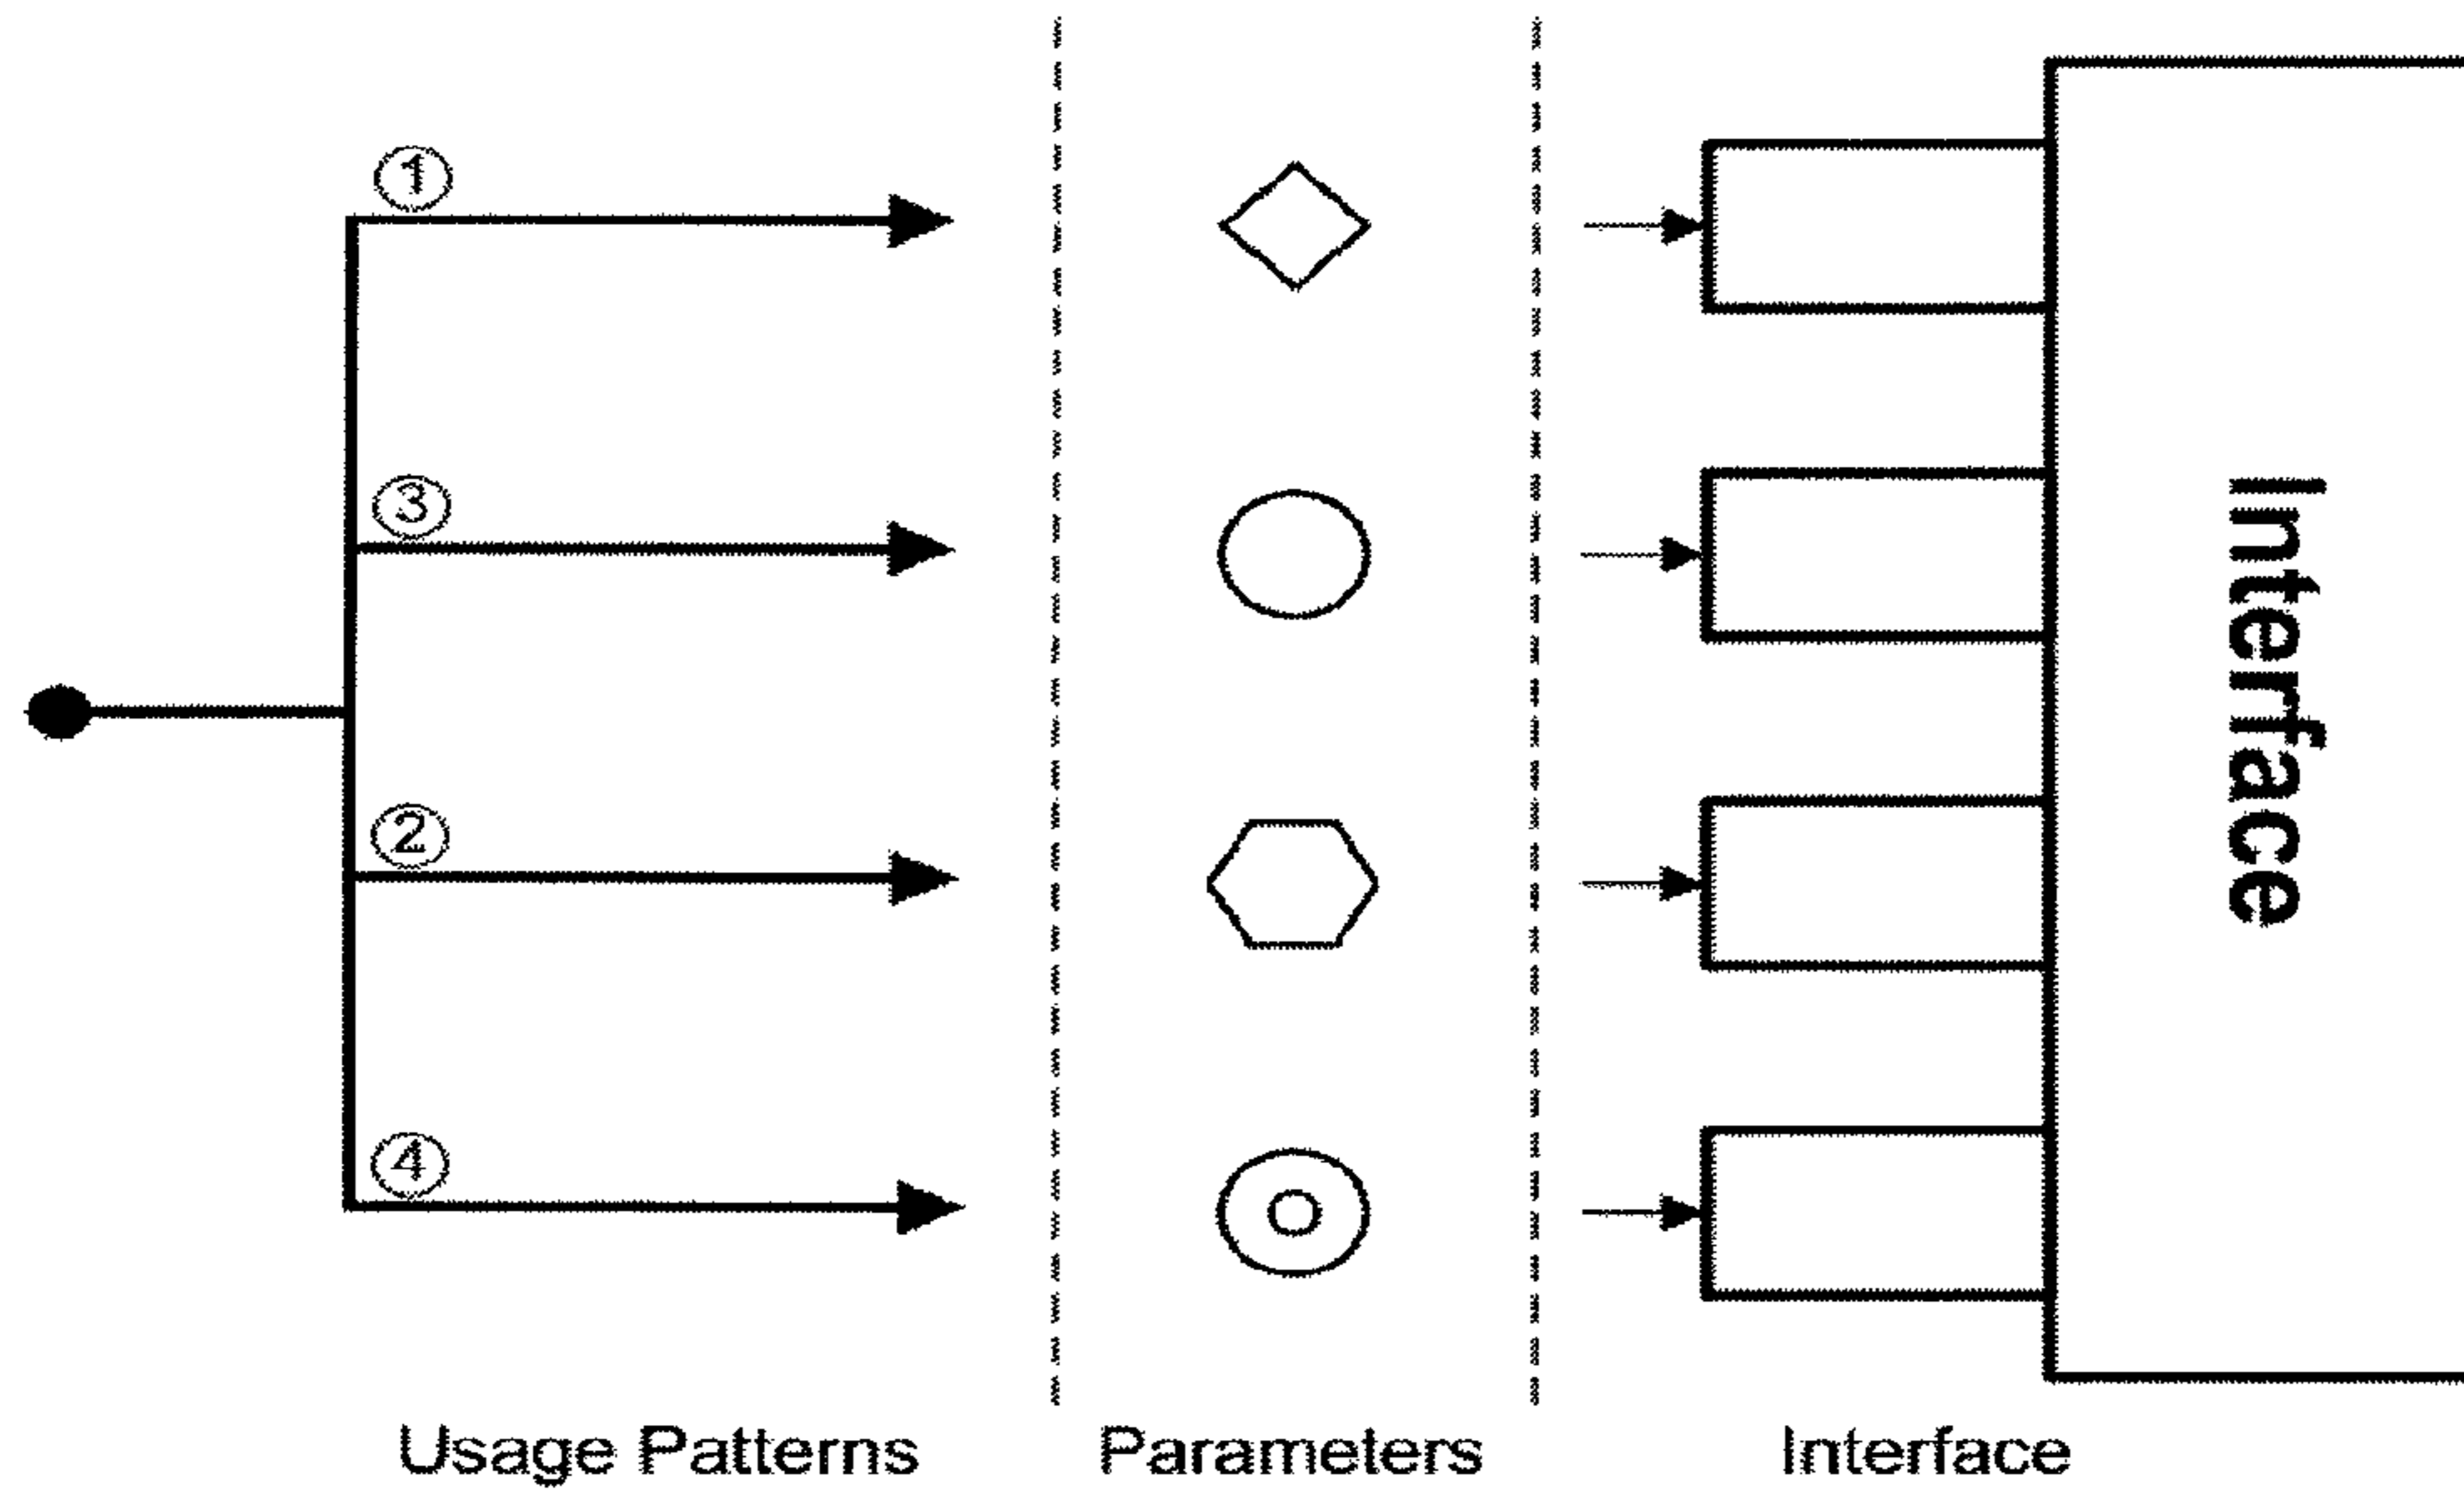 1
3
2
4
Interface
Usage Patterns
Parameters
Interface